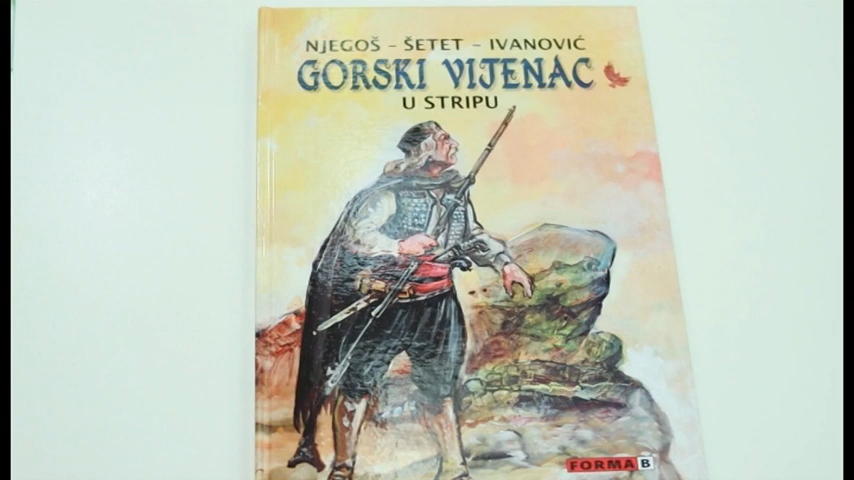 NJEGOŠ - ŠETET - IVANOVIĆ
GORSKI VIJENAC
U STRIPU
FORMA B